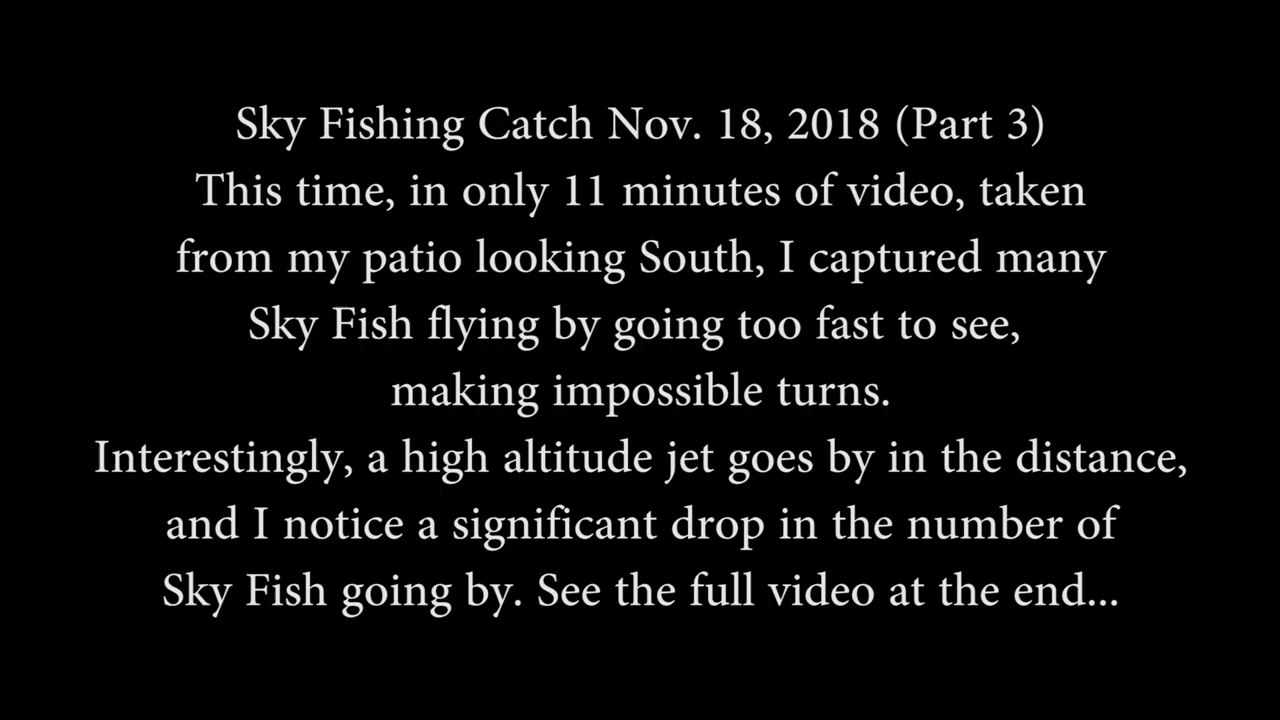 Sky Fishing Catch Nov. 18, 2018 (Part 3)
This time, in only 11 minutes of video, taken
from my patio looking South, I captured many
Sky Fish flying by going too fast to see,
making impossible turns.
Interestingly, a high altitude jet goes by in the distance,
and I notice a significant drop in the number of
Sky Fish going by. See the full video at the end...